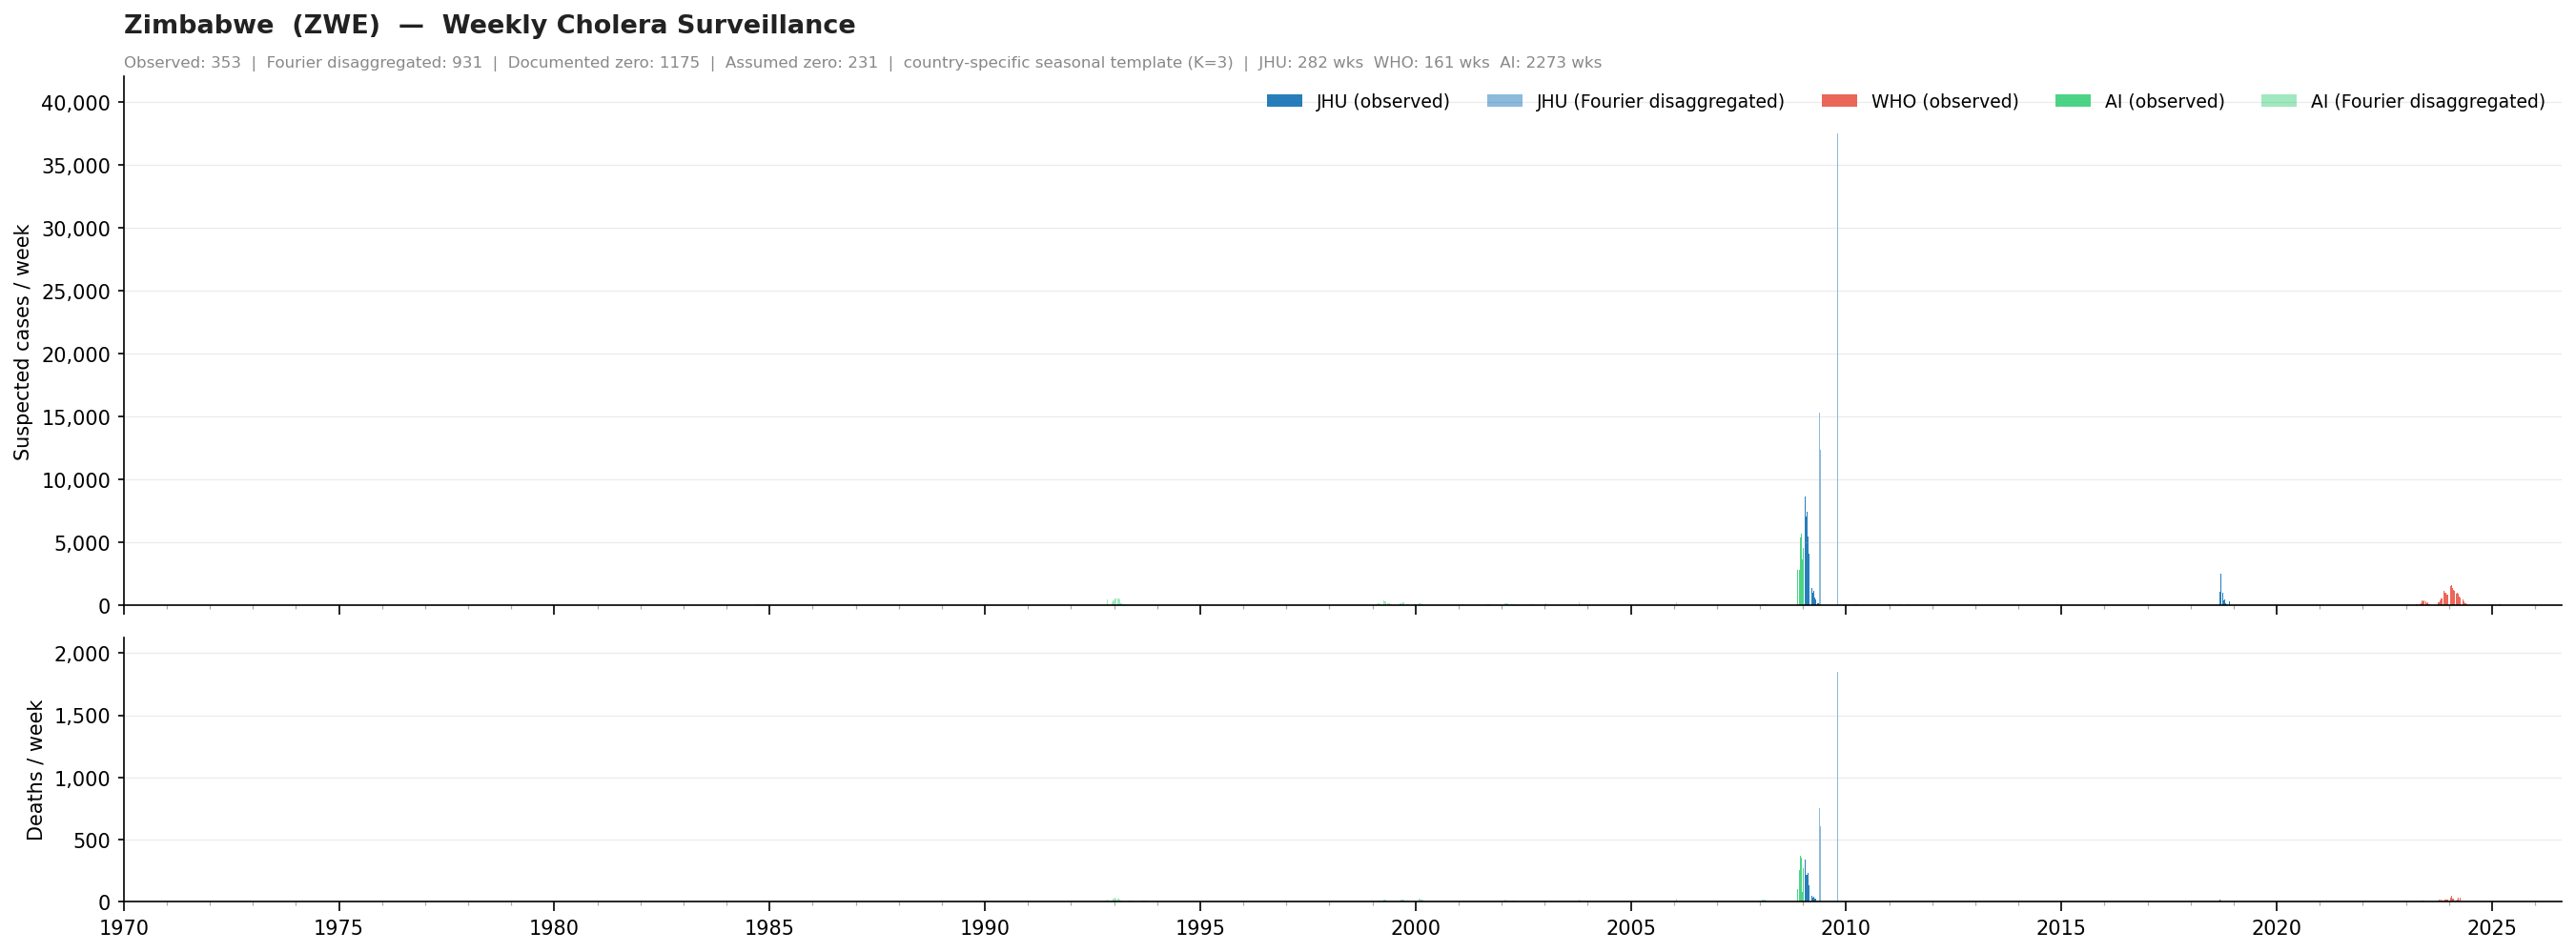 Zimbabwe (ZWE) — Weekly Cholera Surveillance
Observed: 353 | Fourier disaggregated: 931 | Documented zero: 1175 | Assumed zero: 231 | country-specific seasonal template (K=3) | JHU: 282 wks WHO: 161 wks AI: 2273 wks
JHU (observed) JHU (Fourier disaggregated) WHO (observed) AI (observed) AI (Fourier disaggregated)
Suspected cases / week
40,000
35,000
30,000
25,000
20,000
15,000
10,000
5,000
0
Deaths / week
2,000
1,500
1,000
500
0
1970 1975 1980 1985 1990 1995 2000 2005 2010 2015 2020 2025